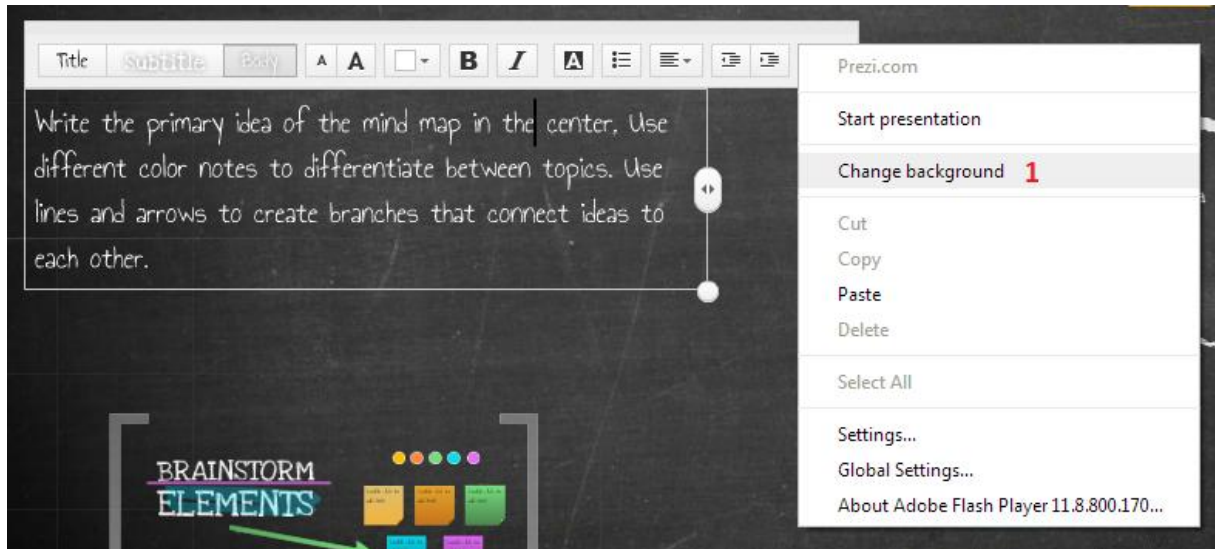 Title Subtitle Body A A B I A
Write the primary idea of the mind map in the center. Use
different color notes to differentiate between topics. Use
lines and arrows to create branches that connect ideas to
each other.
BRAINSTORM
ELEMENTS
Prezi.com
Start presentation
Change background 1
Cut
Copy
Paste
Delete
Select All
Settings...
Global Settings...
About Adobe Flash Player 11.8.800.170...